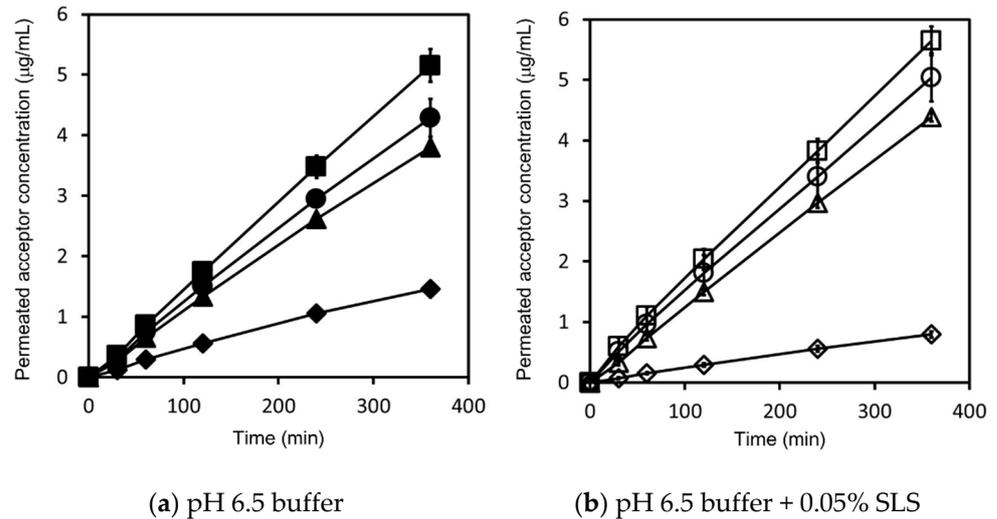 Permeated acceptor concentration (µg/mL)
6
5
4
3
2
1
0
0 100 200 300 400
Time (min)
(a) pH 6.5 buffer
Permeated acceptor concentration (µg/mL)
6
5
4
3
2
1
0
0 100 200 300 400
Time (min)
(b) pH 6.5 buffer + 0.05% SLS